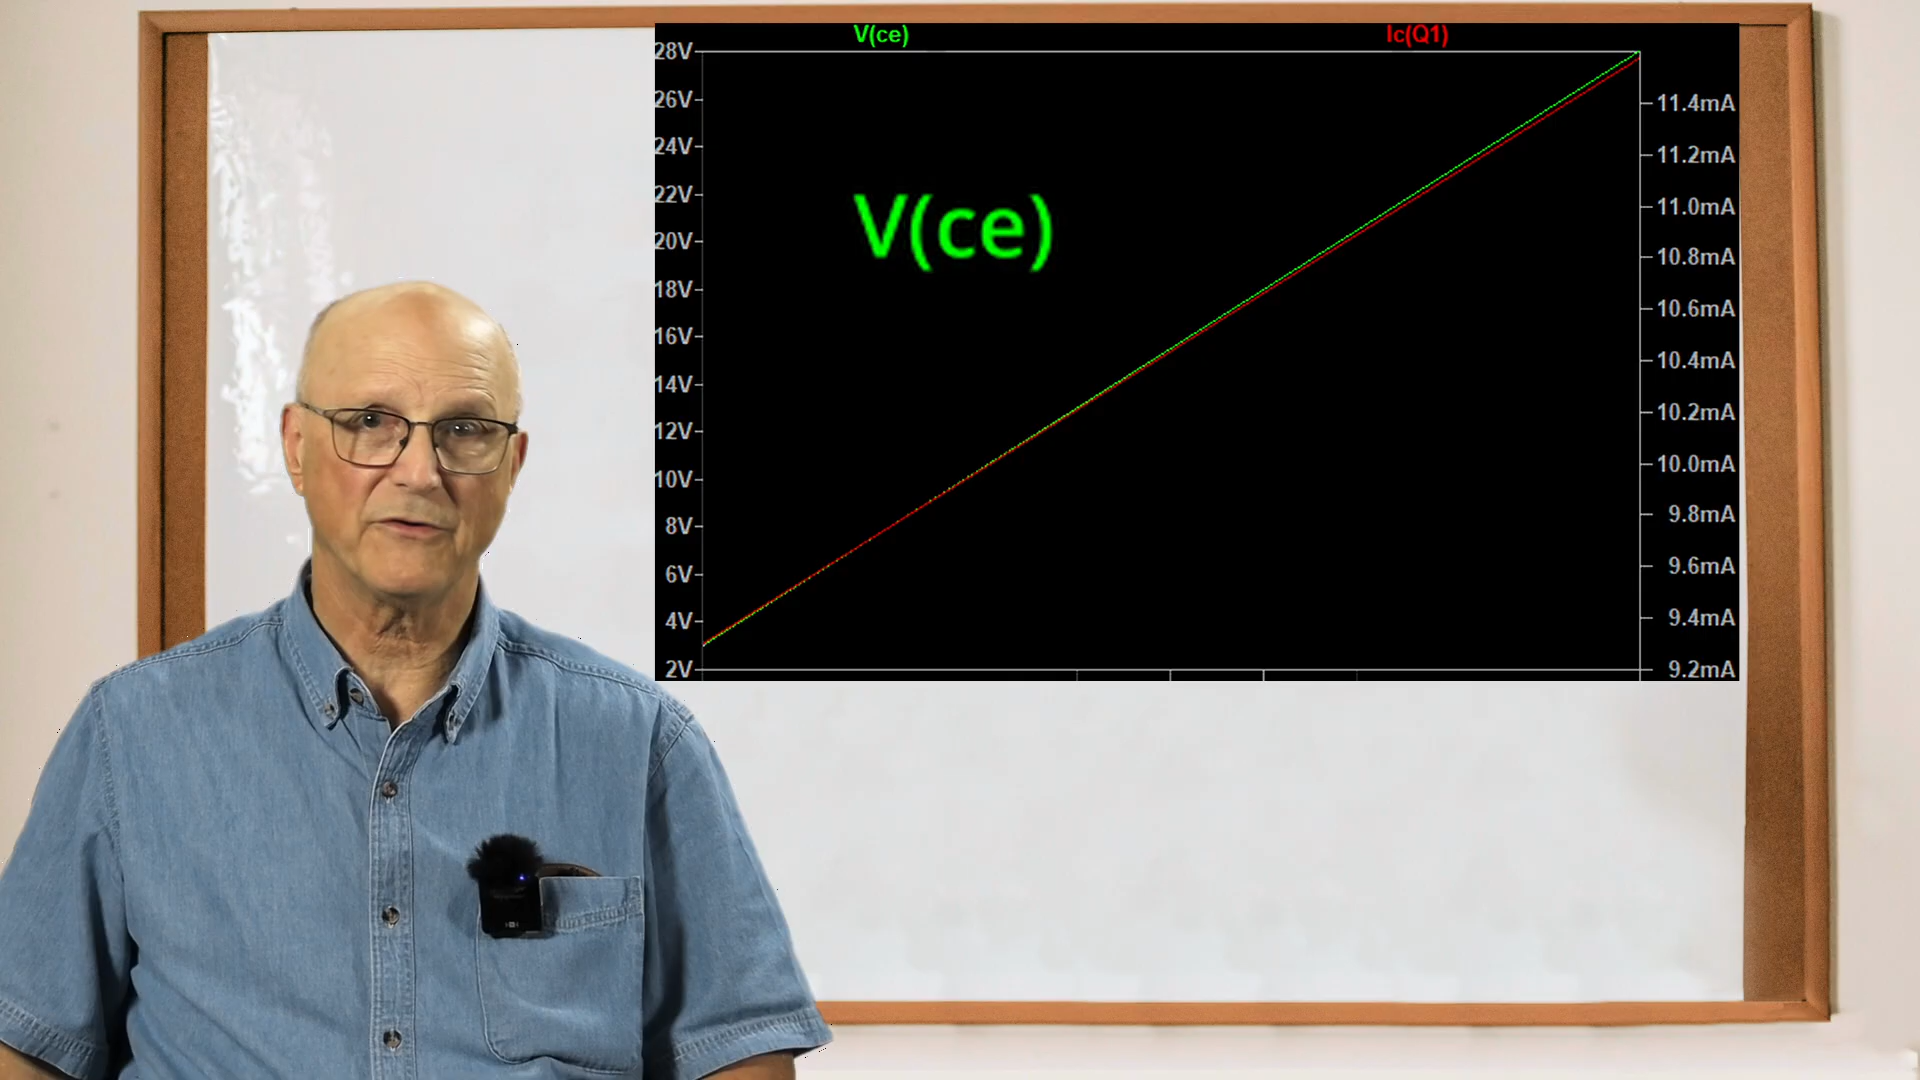 V(ce) Ic(Q1)
28V
26V
24V
22V
20V
18V
16V
14V
12V
10V
8V
6V
4V
2V
V(ce)
11.4mA
11.2mA
11.0mA
10.8mA
10.6mA
10.4mA
10.2mA
10.0mA
9.8mA
9.6mA
9.4mA
9.2mA